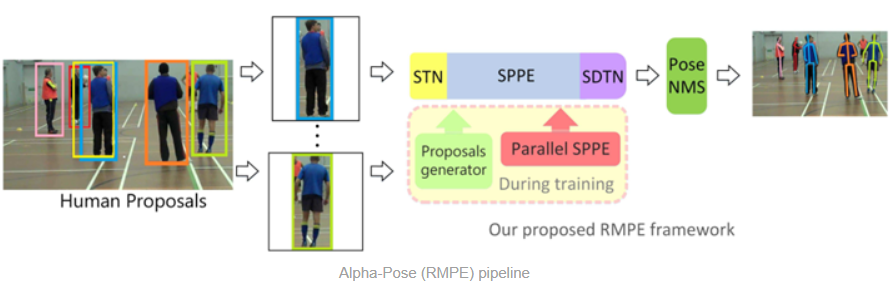 Human Proposals
STN
SPPE
SDTN
Pose
NMS
Proposals
generator
Parallel SPPE
During training
Our proposed RMPE framework
Alpha-Pose (RMPE) pipeline